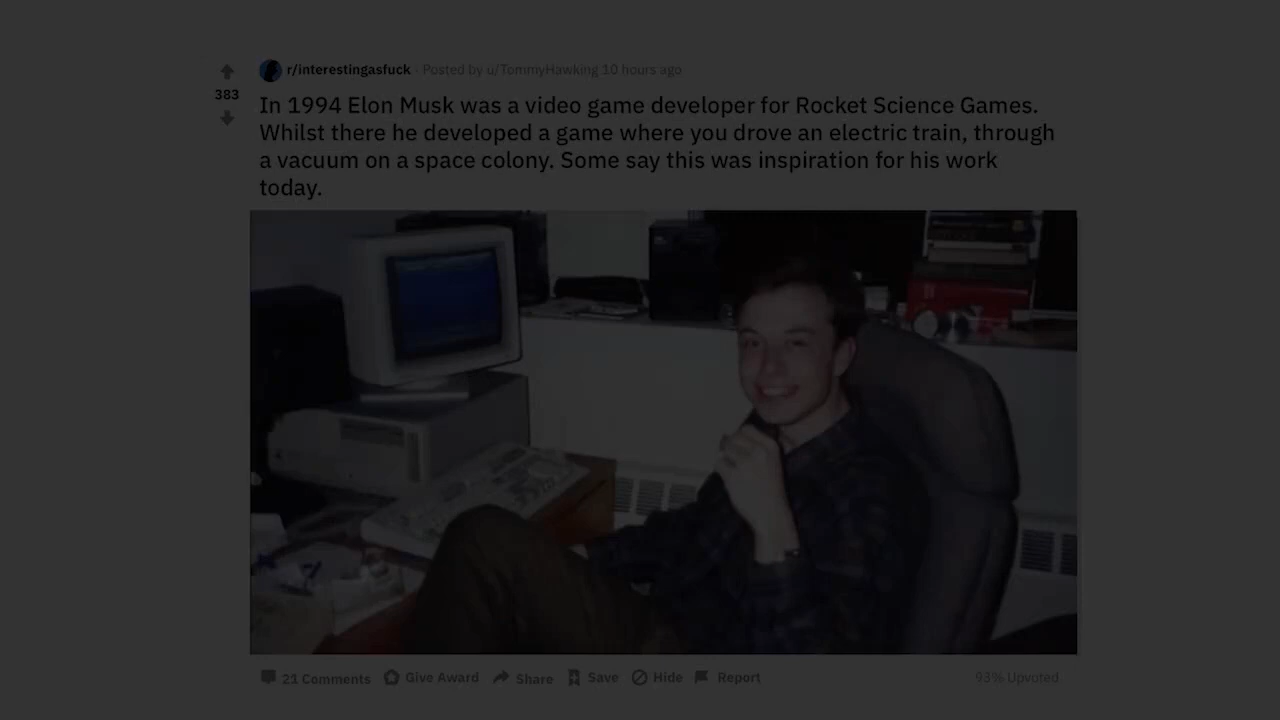 r/interestingasfuck · Posted by u/TommyHawking 10 hours ago
383
In 1994 Elon Musk was a video game developer for Rocket Science Games.
Whilst there he developed a game where you drove an electric train, through
a vacuum on a space colony. Some say this was inspiration for his work
today.
21 Comments Give Award Share Save Hide Report 93% Upvoted